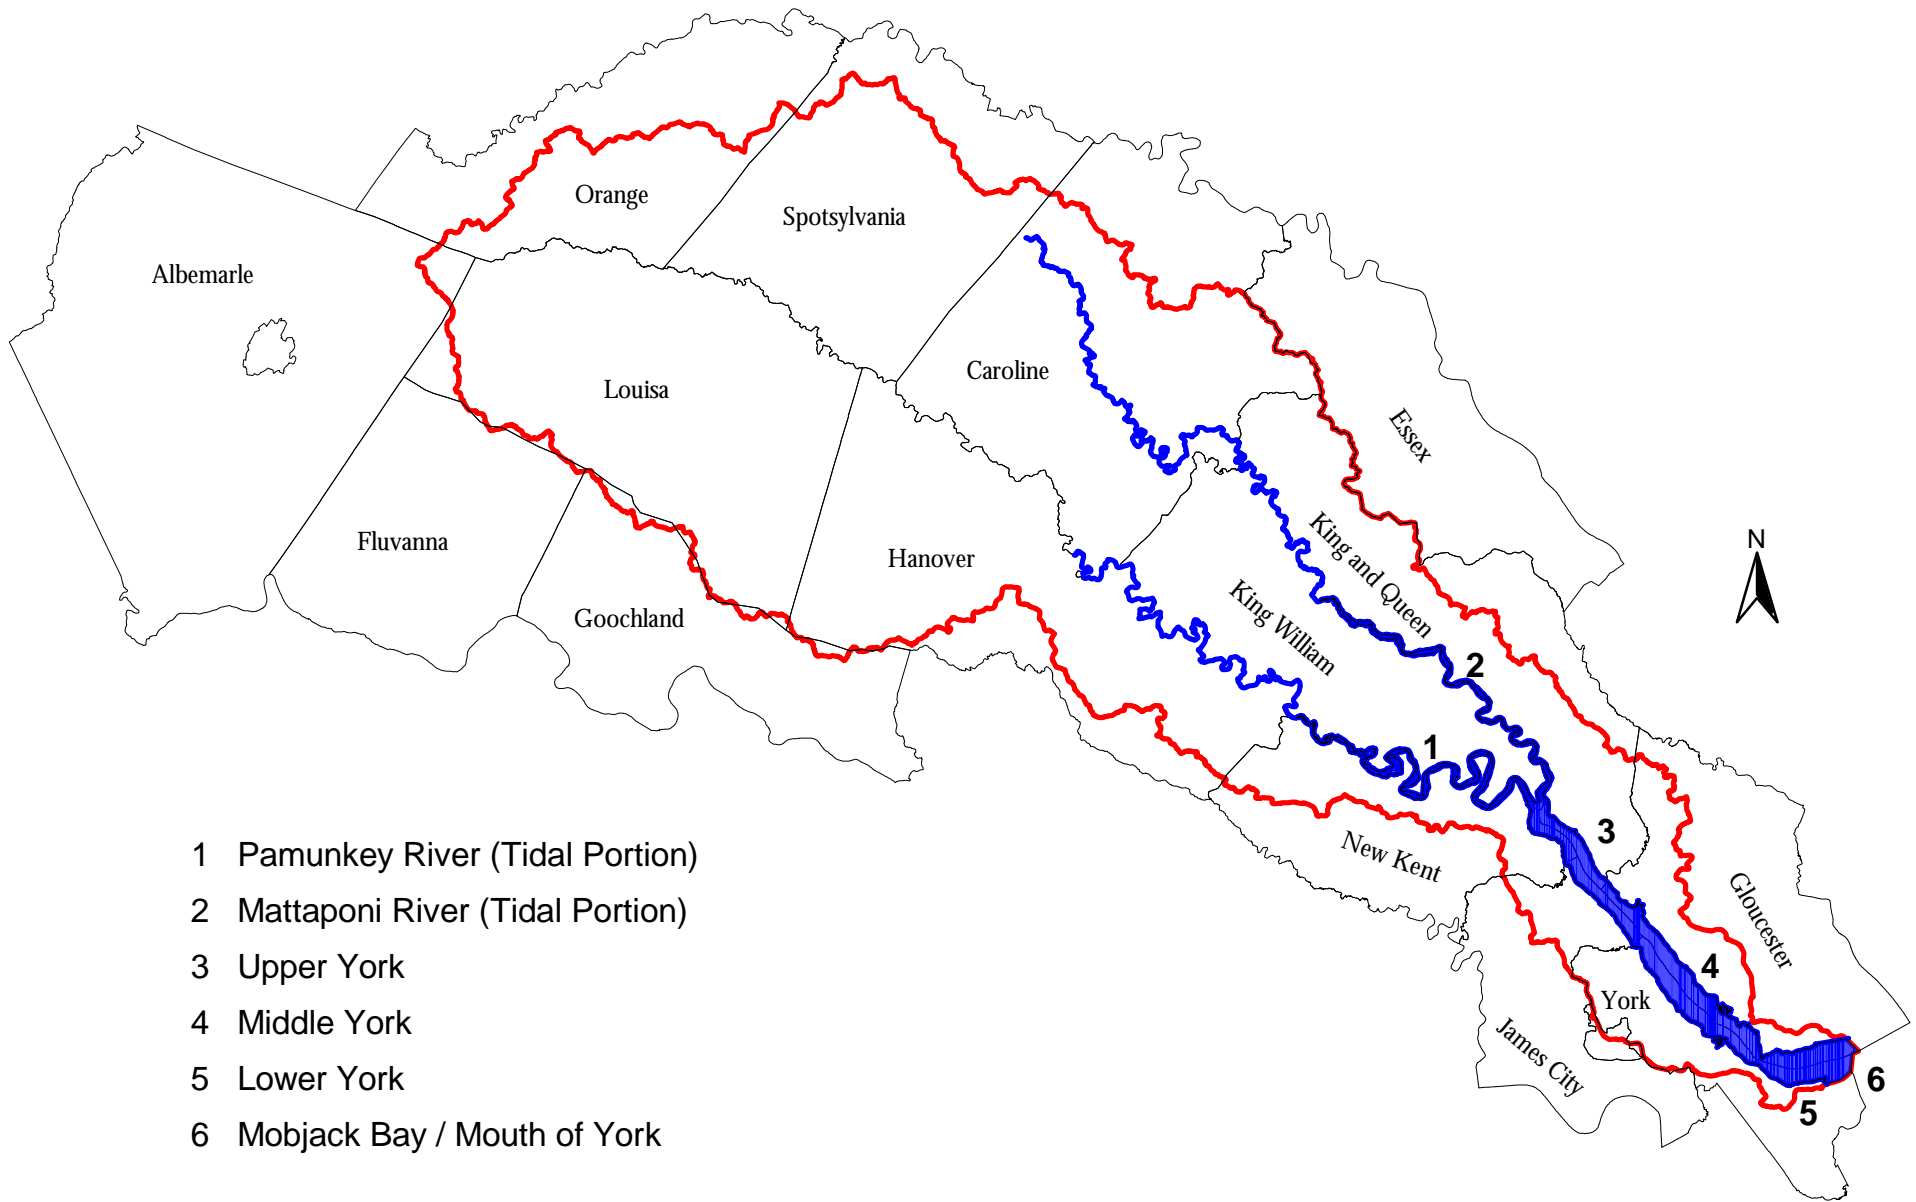 Orange
Spotsylvania
Albemarle
Louisa
Caroline
Essex
Fluvanna
Hanover
Goochland
King and Queen
King William
N
2
1
3
New Kent
Gloucester
4
York
James City
5
6
1 Pamunkey River (Tidal Portion)
2 Mattaponi River (Tidal Portion)
3 Upper York
4 Middle York
5 Lower York
6 Mobjack Bay / Mouth of York